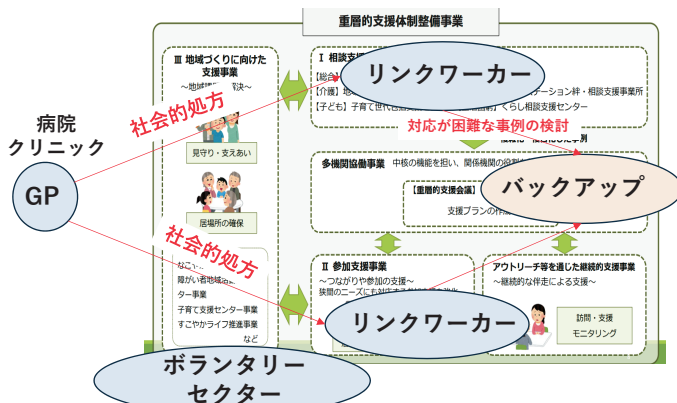 重層的支援体制整備事業
Ⅲ 地域づくりに向けた
支援事業
Ⅰ 相談支
リンクワーカー
【総合
【介護】地
テーション絆・相談支援事業所
【子ども】子育て世代
くらし相談支援センター
社会的処方
対応が困難な事例の検討
病院
クリニック
GP
見守り・支えあい
多機関協働事業
中核の機能を担い、関係機関の役割
【重層的支援会議】
支援プランの作成
バックアップ
居場所の確保
社会的処方
障がい者地域活
ター事業
子育て支援センター事業
すこやかライフ推進事業
など
Ⅱ 参加支援事業
～つながりや参加の支援～
狭間のニーズにも対応する
リンクワーカー
アウトリーチ等を通じた継続的支援事業
～継続的な伴走による支援～
訪問・支援
モニタリング
ボランタリー
セクター